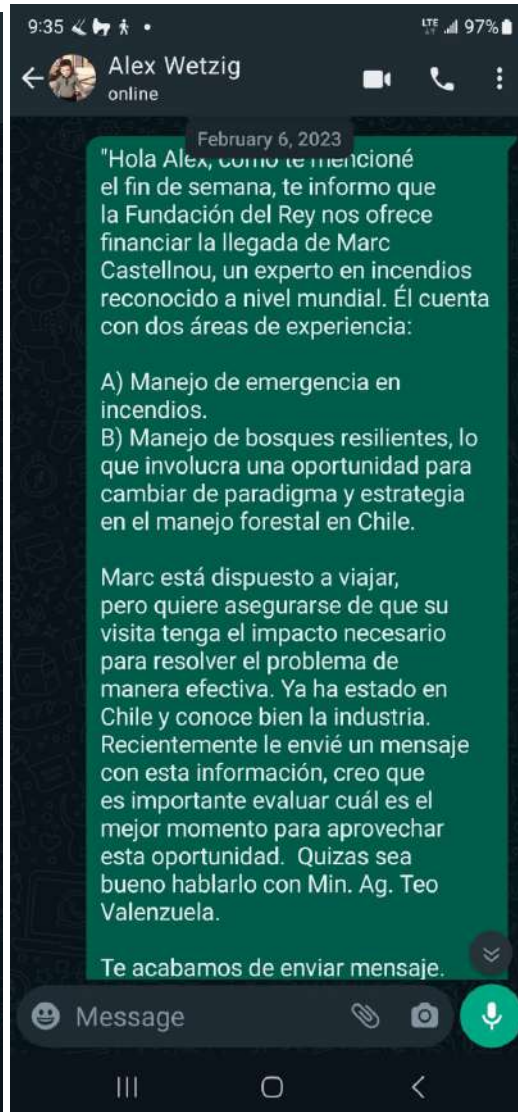 9:35
LTE 97%
Alex Wetzig
online
February 6, 2023
"Hola Alex, como te mencioné
el fin de semana, te informo que
la Fundación del Rey nos ofrece
financiar la llegada de Marc
Castellnou, un experto en incendios
reconocido a nivel mundial. Él cuenta
con dos áreas de experiencia:
A) Manejo de emergencia en
incendios.
B) Manejo de bosques resilientes, lo
que involucra una oportunidad para
cambiar de paradigma y estrategia
en el manejo forestal en Chile.
Marc está dispuesto a viajar,
pero quiere asegurarse de que su
visita tenga el impacto necesario
para resolver el problema de
manera efectiva. Ya ha estado en
Chile y conoce bien la industria.
Recientemente le envié un mensaje
con esta información, creo que
es importante evaluar cuál es el
mejor momento para aprovechar
esta oportunidad.  Quizas sea
bueno hablarlo con Min. Ag. Teo
Valenzuela.
Te acabamos de enviar mensaje.
Message